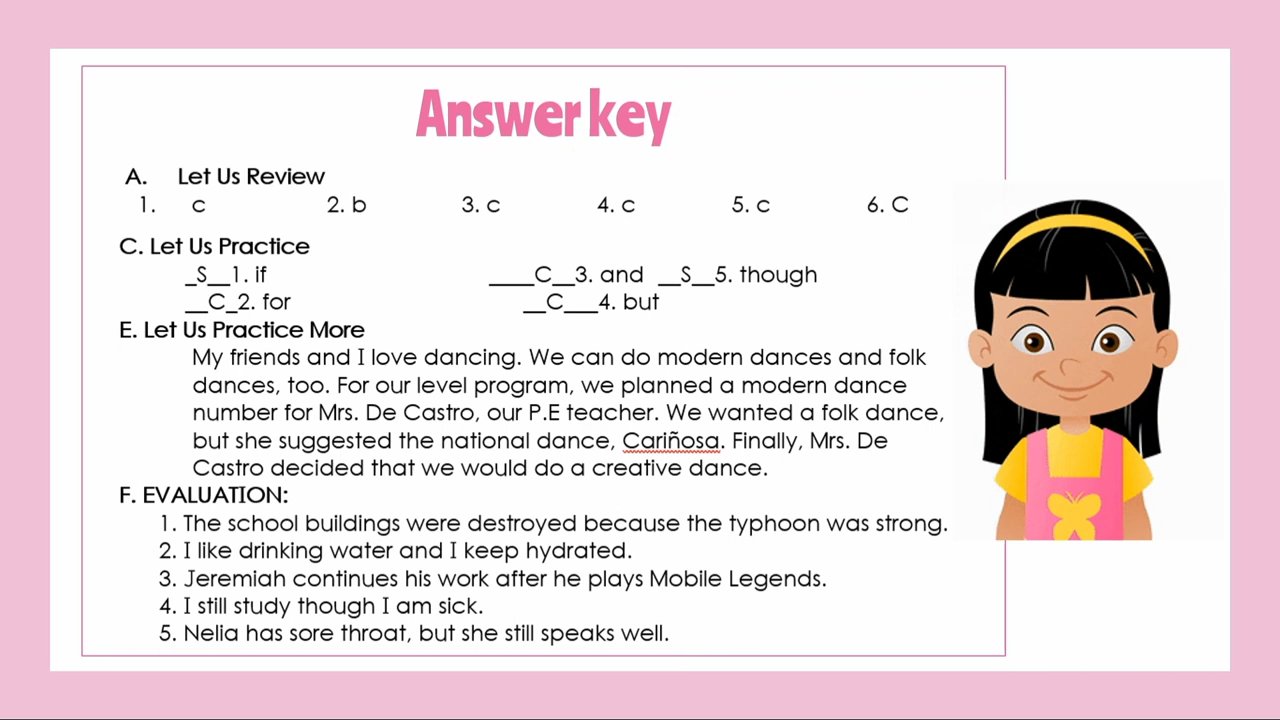 Answer key
A. Let Us Review
1. c 2. b 3. c 4. c 5. c 6. C
C. Let Us Practice
_S__1. if ____C__3. and __S__5. though
__C_2. for __C___4. but
E. Let Us Practice More
My friends and I love dancing. We can do modern dances and folk
dances, too. For our level program, we planned a modern dance
number for Mrs. De Castro, our P.E teacher. We wanted a folk dance,
but she suggested the national dance, Cariñosa. Finally, Mrs. De
Castro decided that we would do a creative dance.
F. EVALUATION:
1. The school buildings were destroyed because the typhoon was strong.
2. I like drinking water and I keep hydrated.
3. Jeremiah continues his work after he plays Mobile Legends.
4. I still study though I am sick.
5. Nelia has sore throat, but she still speaks well.